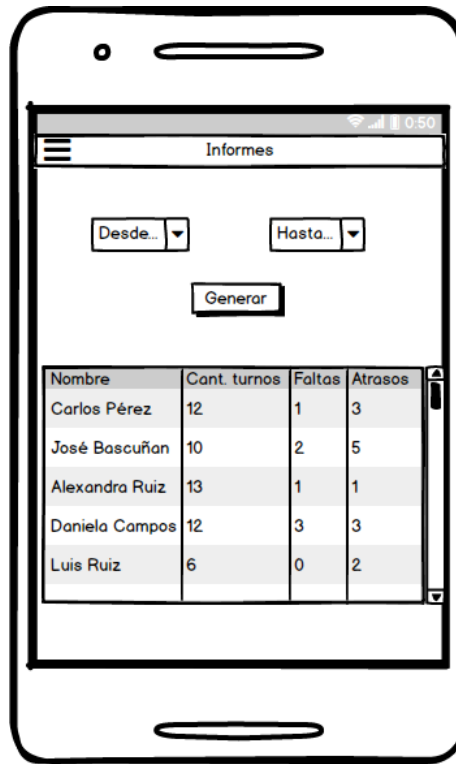 0:50
Informes
Desde... Hasta...
Generar
Nombre Cant. turnos Faltas Atrasos
Carlos Pérez 12 1 3
José Bascuñan 10 2 5
Alexandra Ruiz 13 1 1
Daniela Campos 12 3 3
Luis Ruiz 6 0 2